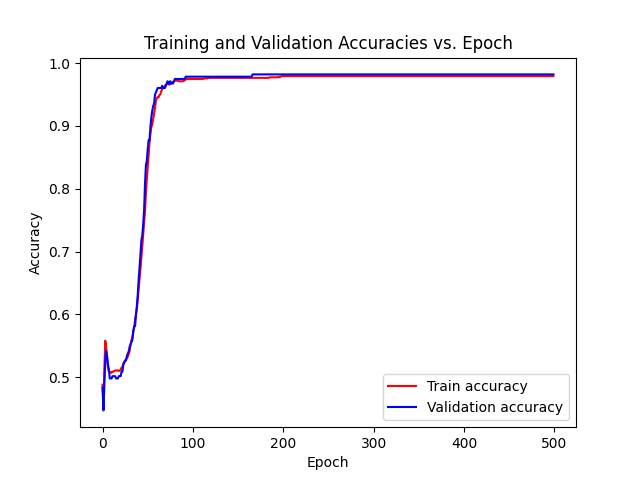 Training and Validation Accuracies vs. Epoch
1.0
0.9
0.8
0.7
0.6
0.5
Accuracy
0 100 200 300 400 500
Epoch
Train accuracy
Validation accuracy